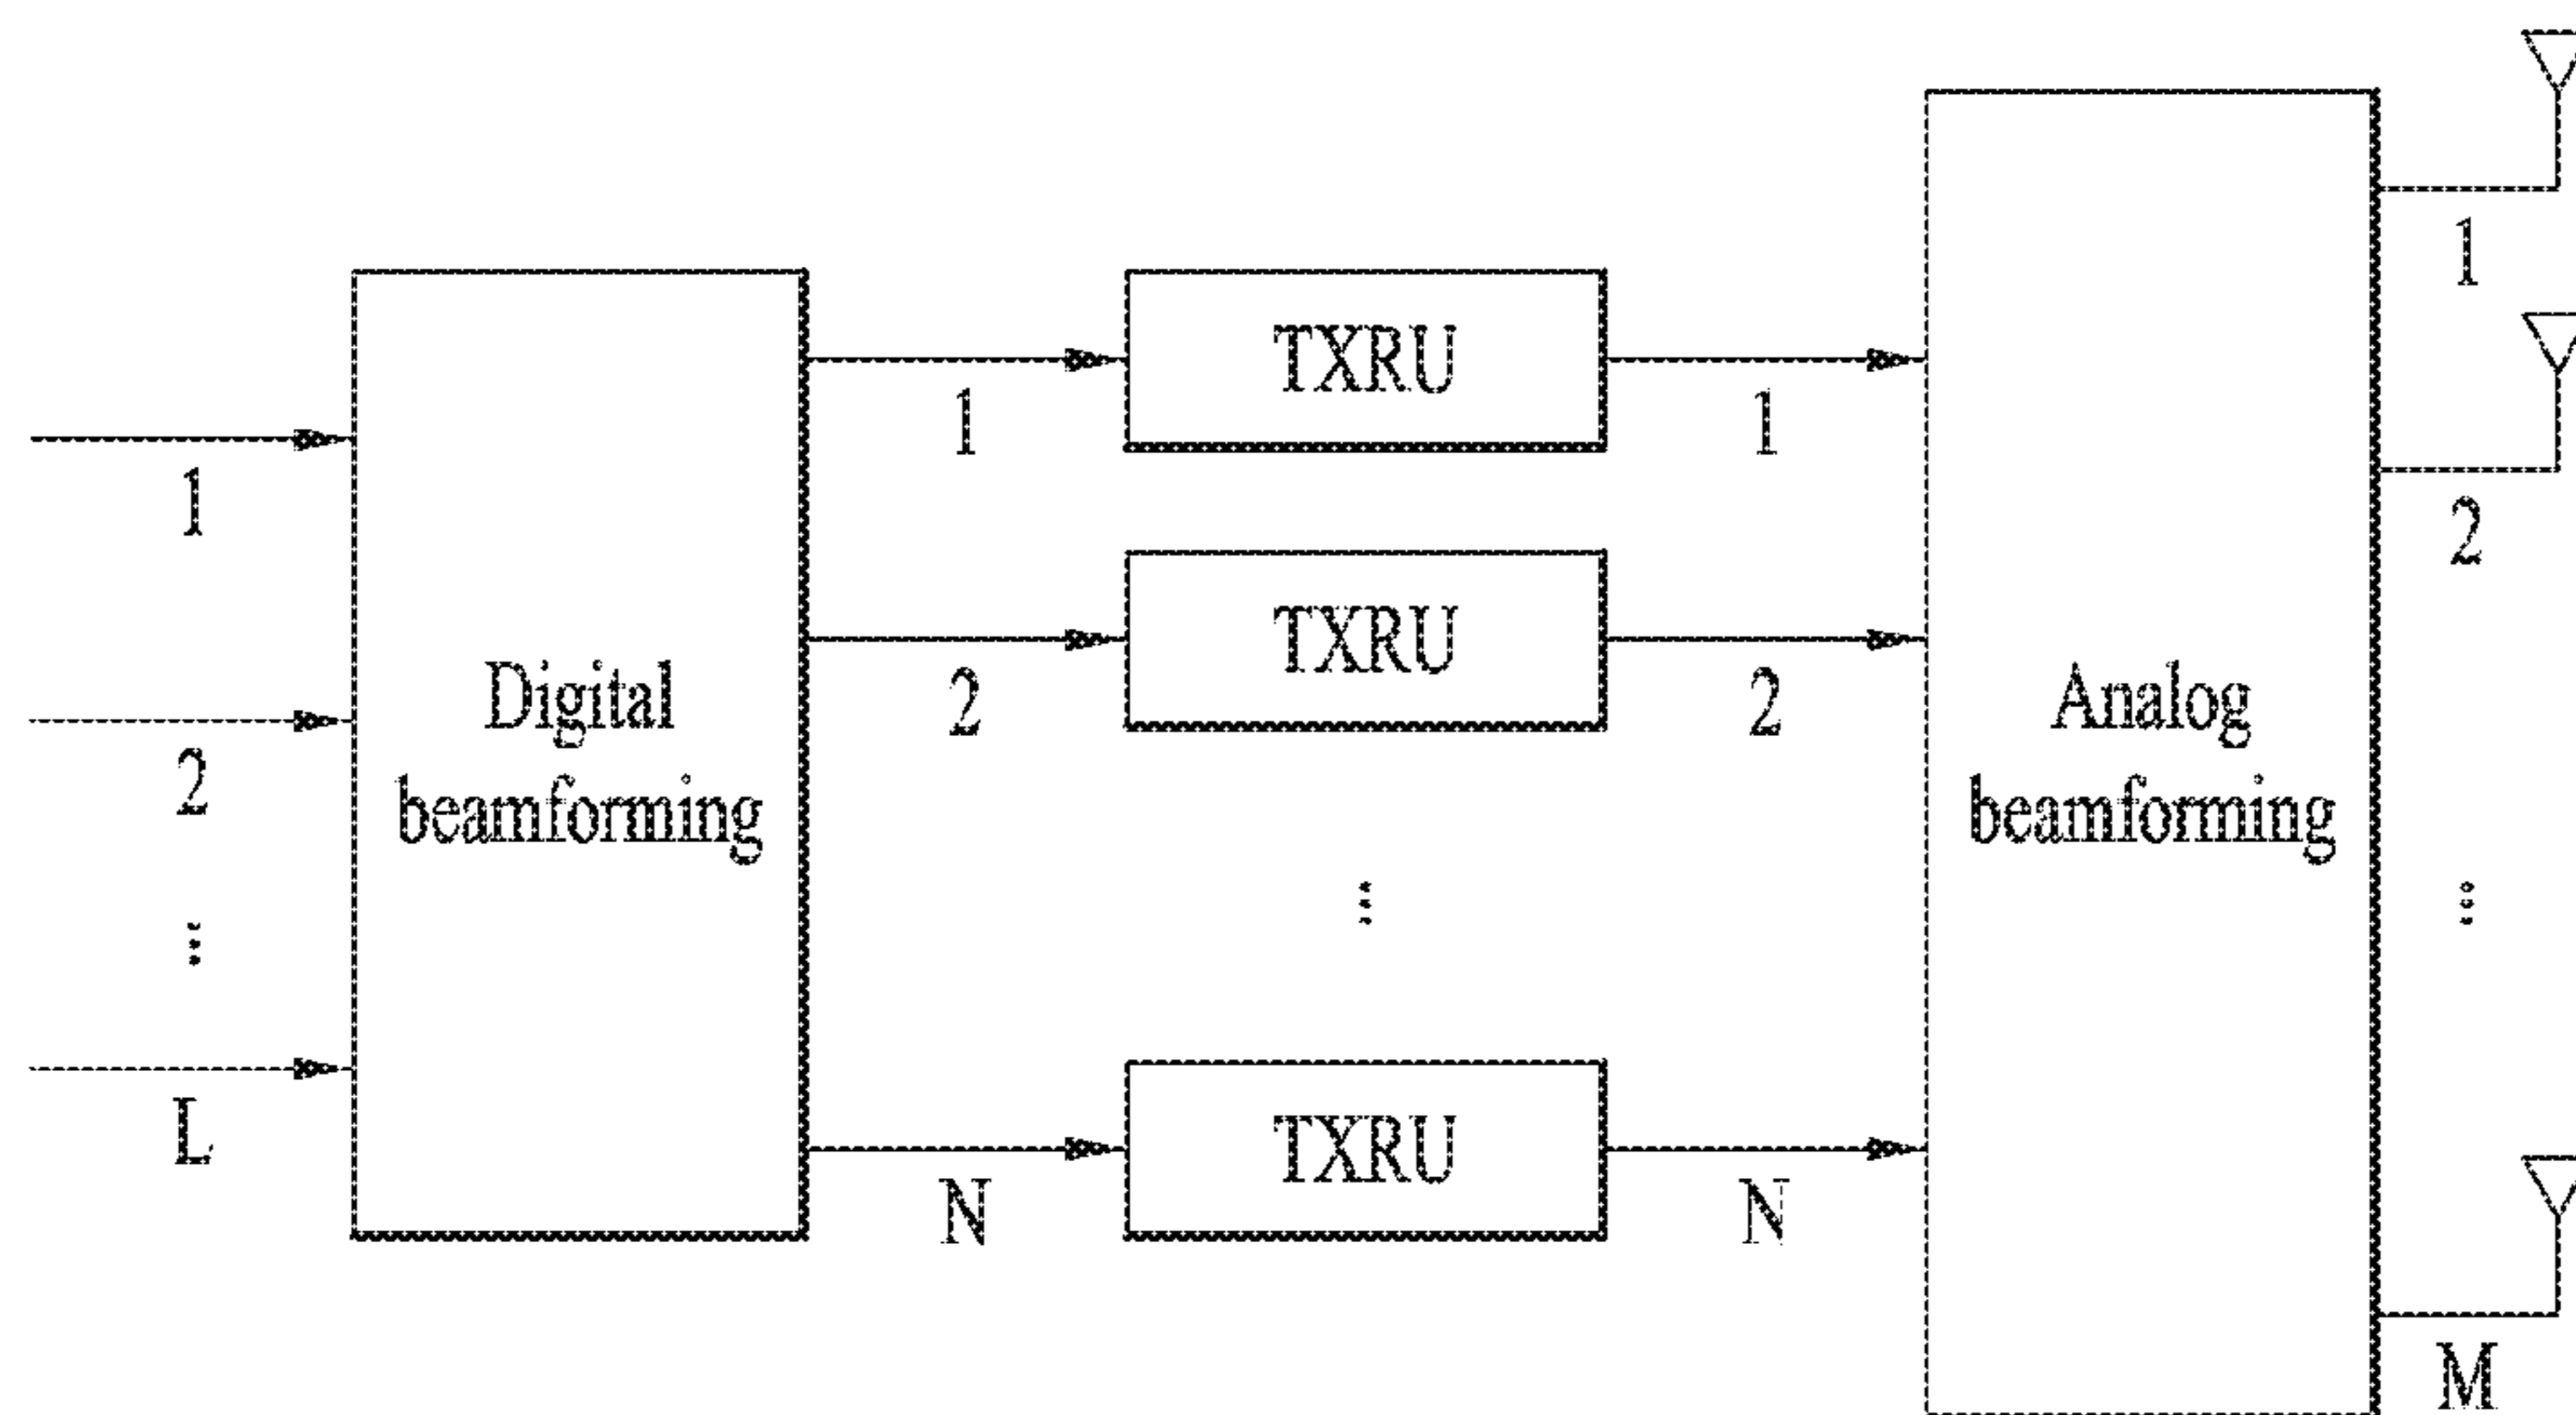 1
2
⋮
L
Digital
beamforming
1
2
N
TXRU
TXRU
⋮
TXRU
1
2
N
Analog
beamforming
1
2
⋮
M